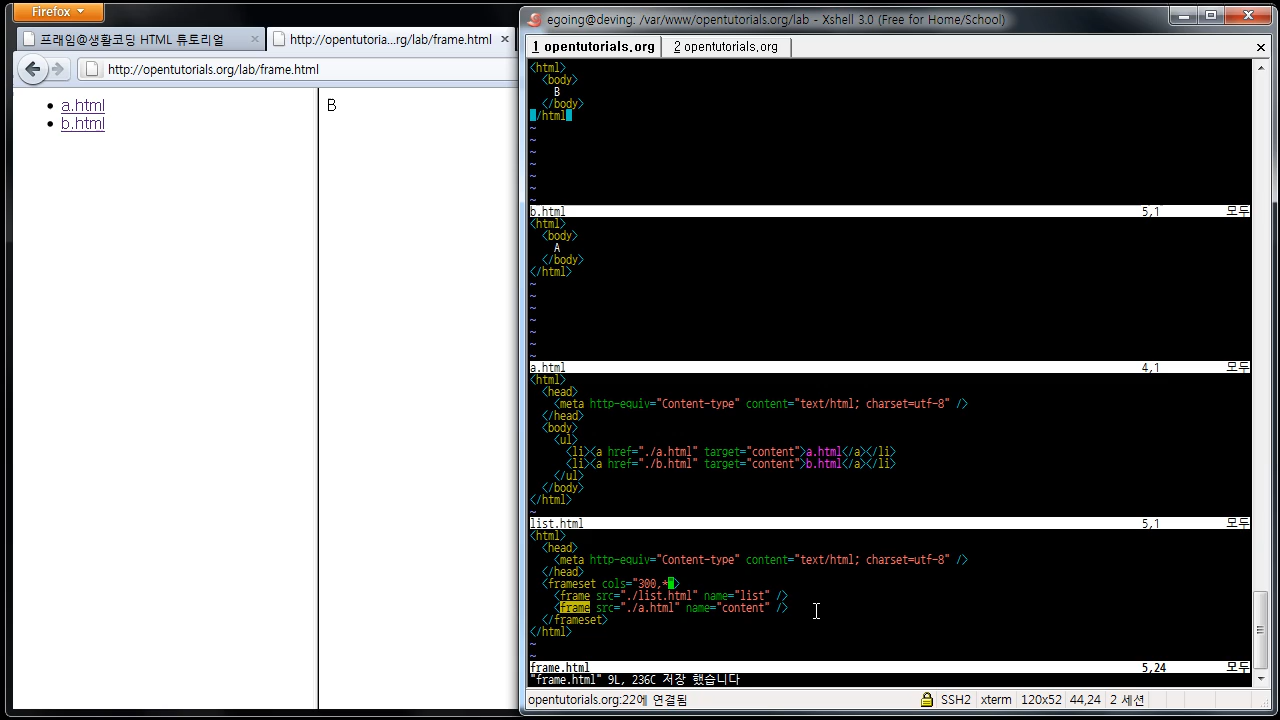 Firefox
프래임@생활코딩 HTML 튜토리얼
http://opentutoria...rg/lab/frame.html
http://opentutorials.org/lab/frame.html
a.html
b.html
B
egoing@deving: /var/www/opentutorials.org/lab - Xshell 3.0 (Free for Home/School)
1 opentutorials.org
2 opentutorials.org
<html>
<body>
B
</body>
</html>
~
~
~
~
~
~
~
b.html 5,1 모두
<html>
<body>
A
</body>
</html>
~
~
~
~
~
~
~
a.html 4,1 모두
<html>
<head>
<meta http-equiv="Content-type" content="text/html; charset=utf-8" />
</head>
<body>
<ul>
<li><a href="./a.html" target="content">a.html</a></li>
<li><a href="./b.html" target="content">b.html</a></li>
</ul>
</body>
</html>
~
list.html 5,1 모두
<html>
<head>
<meta http-equiv="Content-type" content="text/html; charset=utf-8" />
</head>
<frameset cols="300,*">
<frame src="./list.html" name="list" />
<frame src="./a.html" name="content" />
</frameset>
</html>
~
~
frame.html 5,24 모두
"frame.html" 9L, 236C 저장 했습니다
opentutorials.org:22에 연결됨
SSH2 xterm 120x52 44,24 2 세션